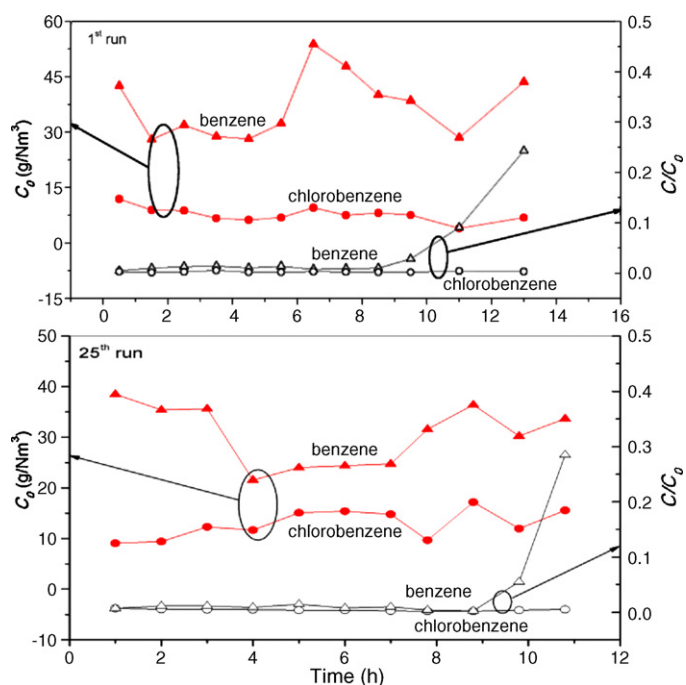 1st run
60
45
30
15
0
-15
C0 (g/Nm3)
benzene
chlorobenzene
benzene
chlorobenzene
0.5
0.4
0.3
0.2
0.1
0.0
C/C0
0 2 4 6 8 10 12 14 16
25th run
50
40
30
20
10
0
-10
C0 (g/Nm3)
benzene
chlorobenzene
benzene
chlorobenzene
0.5
0.4
0.3
0.2
0.1
0.0
C/C0
0 2 4 6 8 10 12
Time (h)